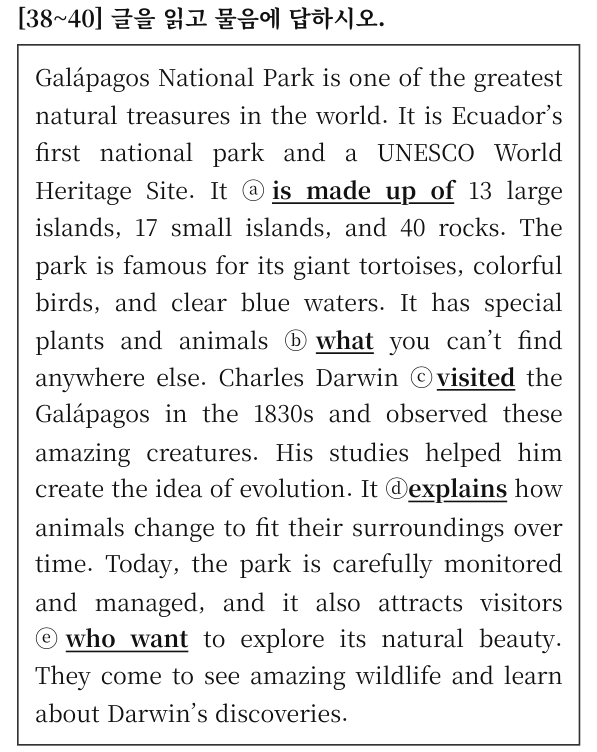 [38~40] 글을 읽고 물음에 답하시오.
Galápagos National Park is one of the greatest
natural treasures in the world. It is Ecuador’s
first national park and a UNESCO World
Heritage Site. It ⓐ is made up of 13 large
islands, 17 small islands, and 40 rocks. The
park is famous for its giant tortoises, colorful
birds, and clear blue waters. It has special
plants and animals ⓑ what you can’t find
anywhere else. Charles Darwin ⓒvisited the
Galápagos in the 1830s and observed these
amazing creatures. His studies helped him
create the idea of evolution. It ⓓexplains how
animals change to fit their surroundings over
time. Today, the park is carefully monitored
and managed, and it also attracts visitors
ⓔ who want to explore its natural beauty.
They come to see amazing wildlife and learn
about Darwin’s discoveries.